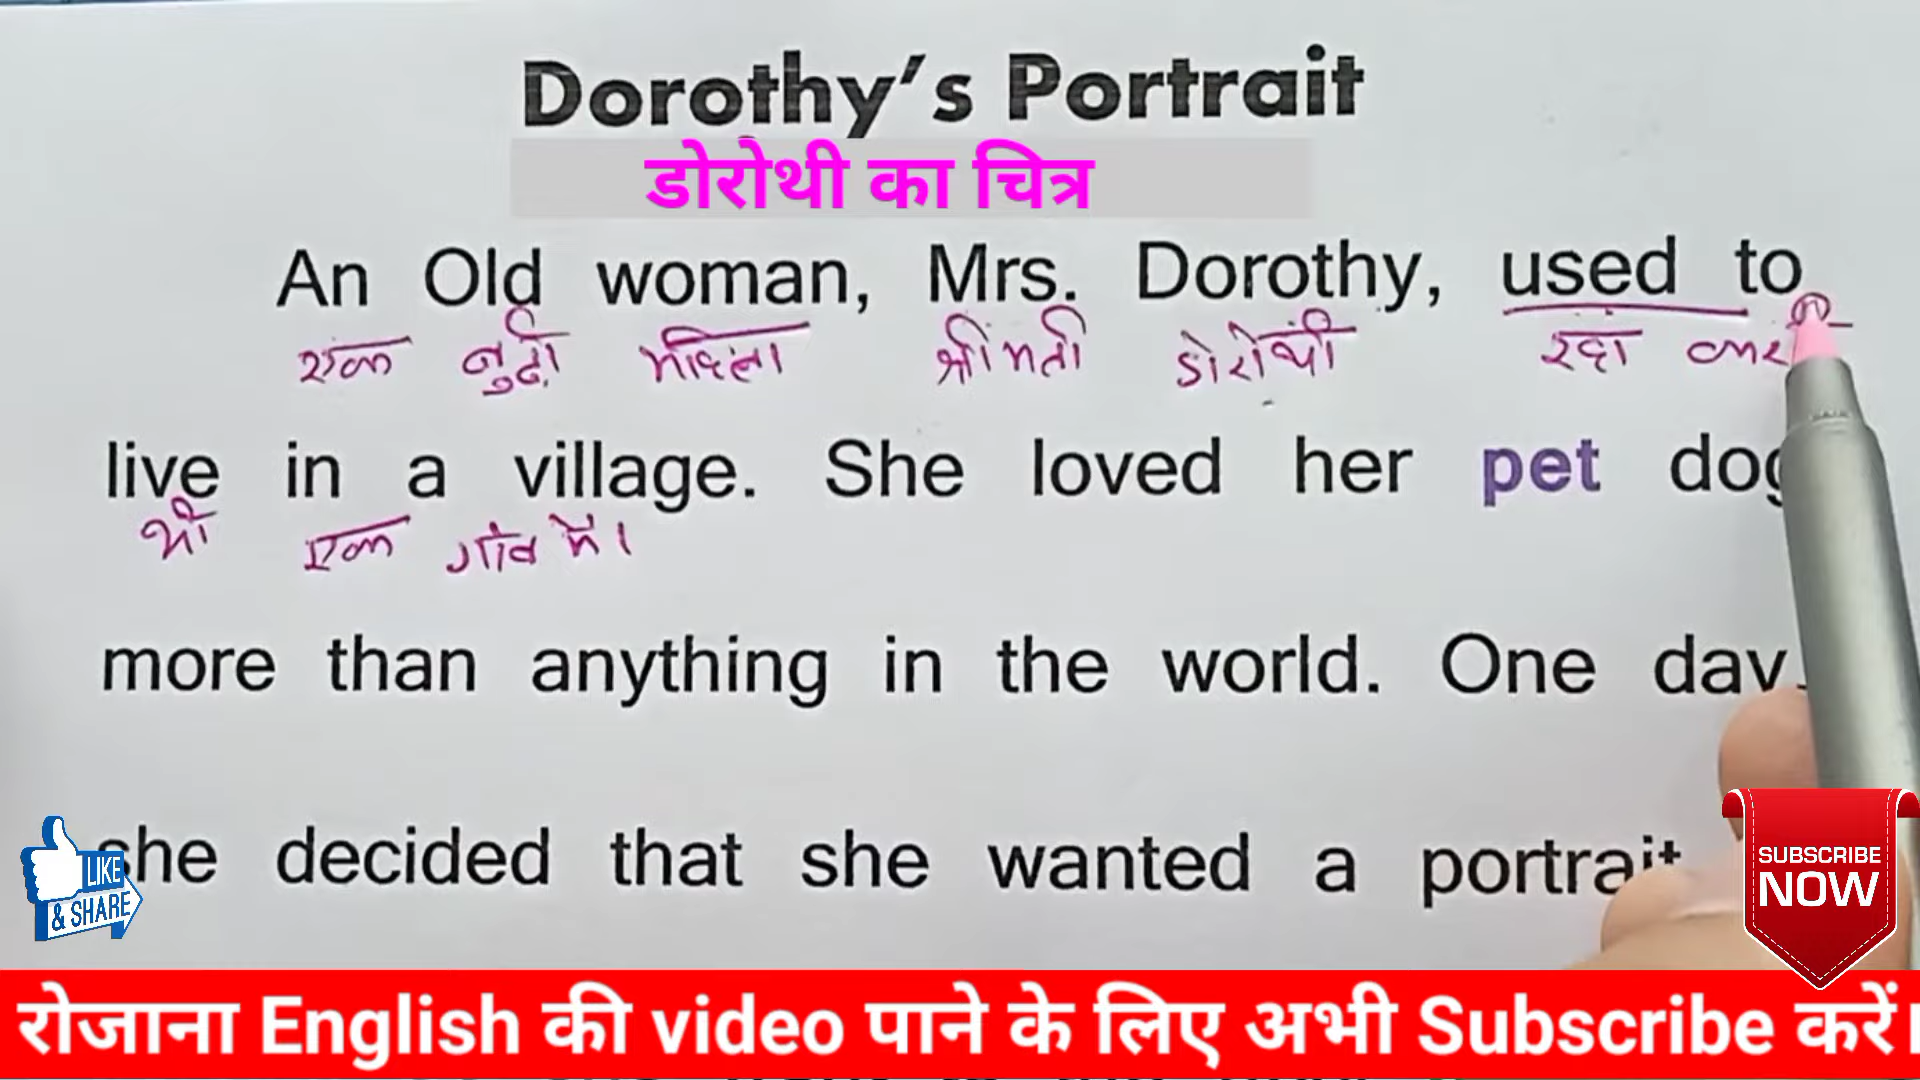 Dorothy's Portrait
डोरोथी का चित्र
An Old woman, Mrs. Dorothy, used to
एक बुढ़ी महिला श्रीमती डोरोथी रहा कर
live in a village. She loved her pet dog
थी एक गाँव में।
more than anything in the world. One day
she decided that she wanted a portrait
LIKE
& SHARE
SUBSCRIBE
NOW
रोजाना English की video पाने के लिए अभी Subscribe करें।